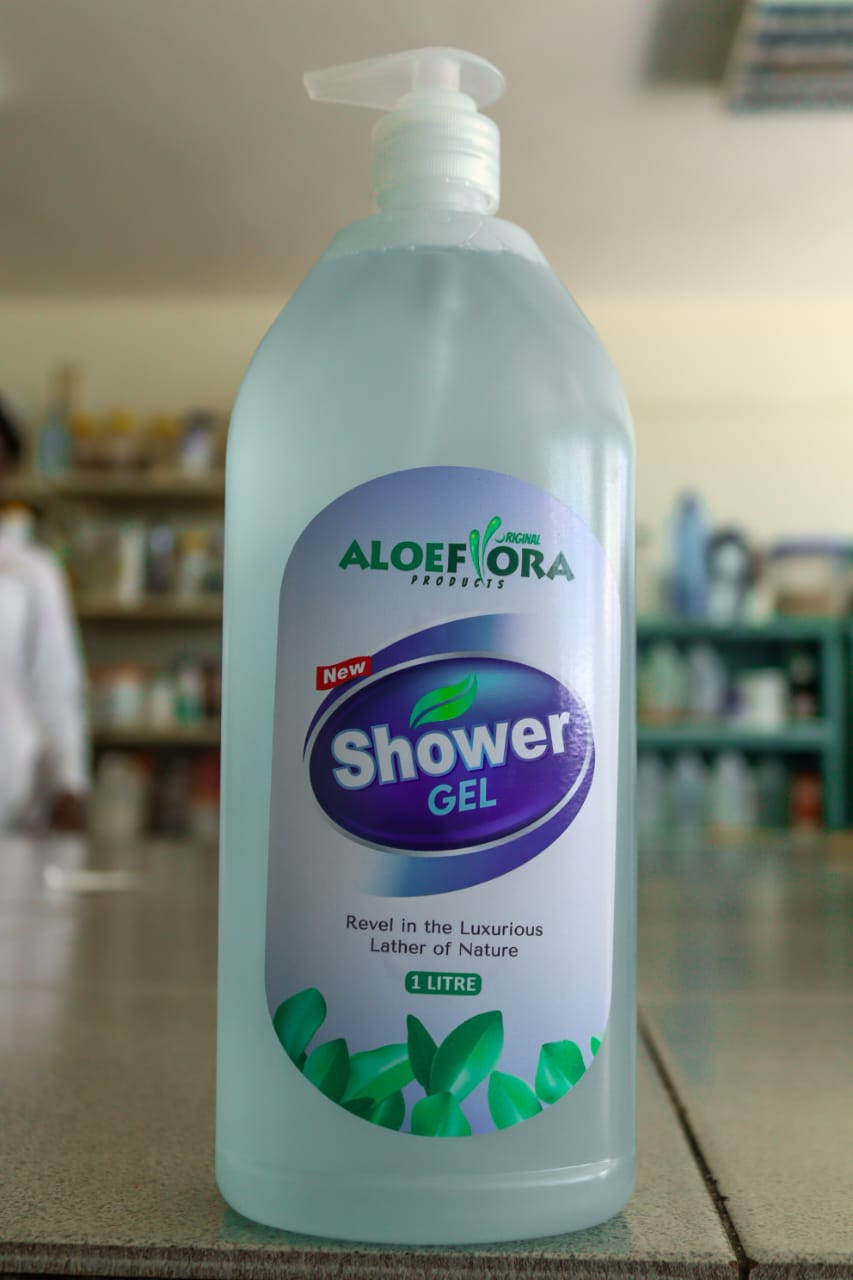 ORIGINAL
ALOEFLORA
PRODUCTS
New
Shower
GEL
Revel in the Luxurious
Lather of Nature
1 LITRE